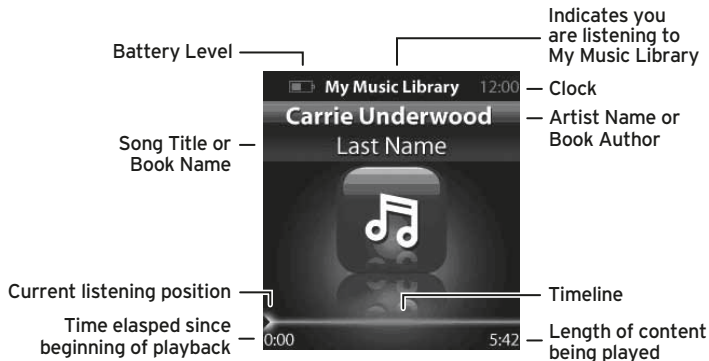 Indicates you
are listening to
My Music Library
Battery Level
My Music Library 12:00
Clock
Carrie Underwood
Artist Name or
Book Author
Last Name
Song Title or
Book Name
Current listening position
Timeline
Time elasped since
beginning of playback
0:00
5:42
Length of content
being played